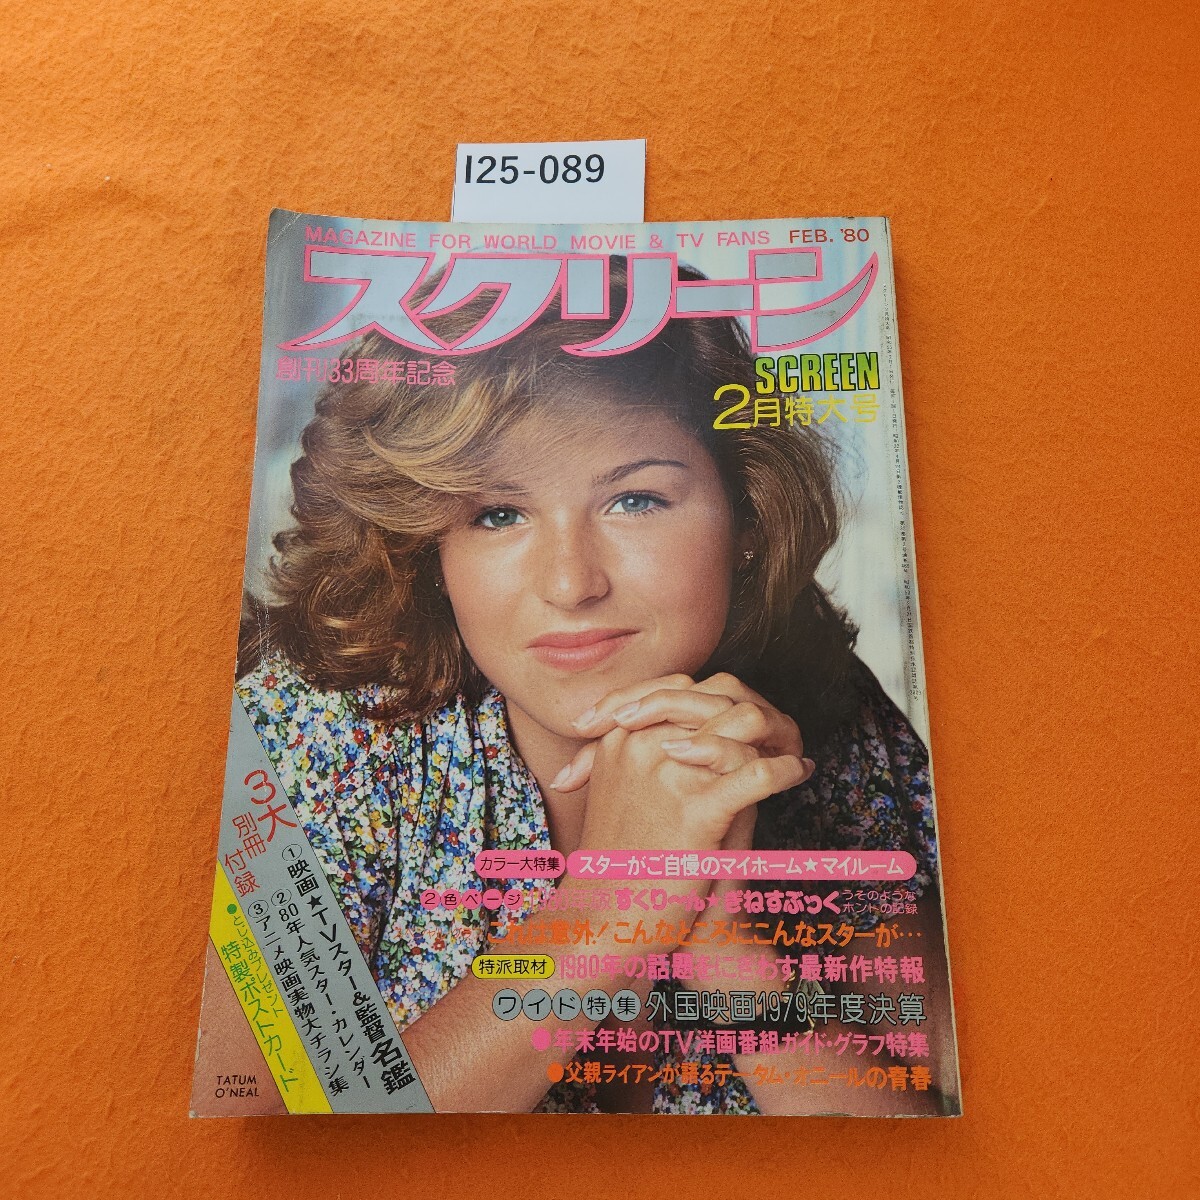 I25-089
MAGAZINE FOR WORLD MOVIE & TV FANS FEB. '80
スクリーン
創刊33周年記念
SCREEN
2月特大号
3大
別冊
付録
①映画★TVスター&監督名鑑
②80年人気スター・カレンダー
③アニメ映画実物大チラシ集
●とじ込みプレゼント
特製ポストカード
カラー大特集 スターがご自慢のマイホーム★マイルーム
2色ページ すくりーん★ぎねすぶっく うそのような
ホントの記録
これは意外!こんなところにこんなスターが…
特派取材 1980年の話題をにぎわす最新作特報
ワイド特集 外国映画1979年度決算
●年末年始のTV洋画番組ガイド・グラフ特集
●父親ライアンが語るテータム・オニールの青春
TATUM
O'NEAL